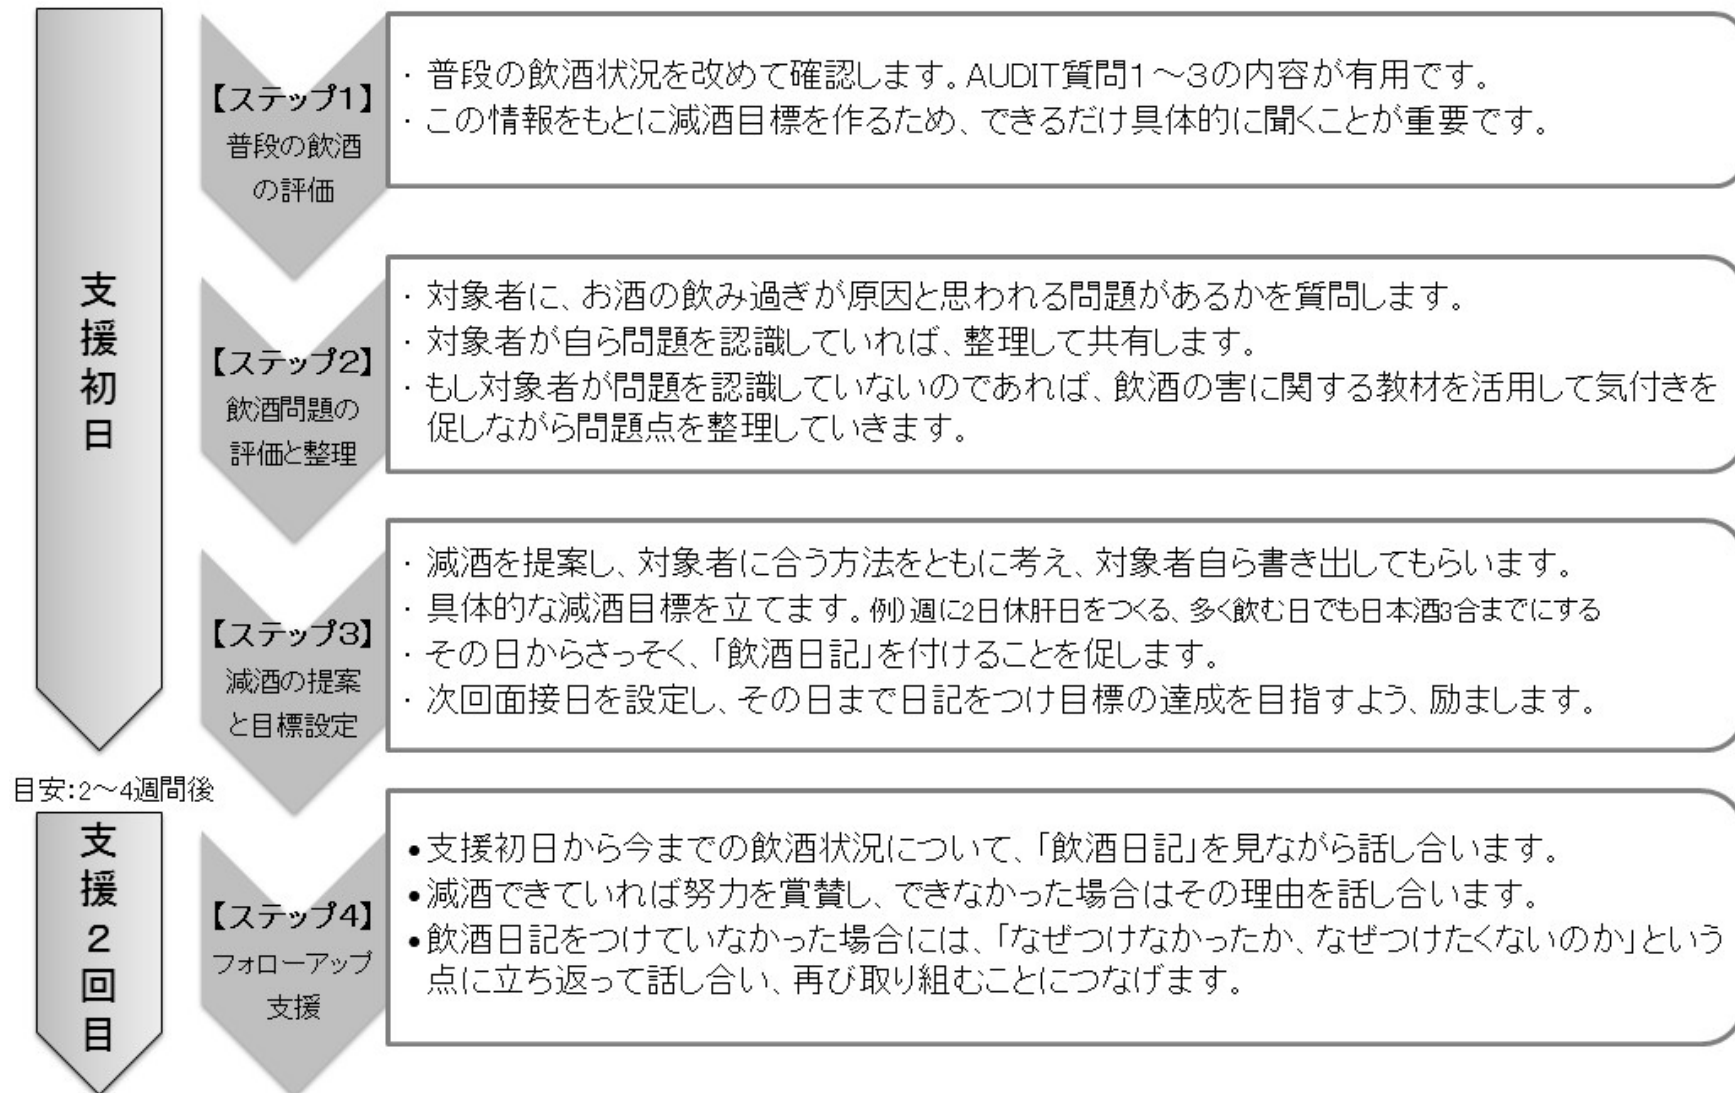 支援初日
【ステップ1】
普段の飲酒
の評価
・普段の飲酒状況を改めて確認します。AUDIT質問1～3の内容が有用です。
・この情報をもとに減酒目標を作るため、できるだけ具体的に聞くことが重要です。
【ステップ2】
飲酒問題の
評価と整理
・対象者に、お酒の飲み過ぎが原因と思われる問題があるかを質問します。
・対象者が自ら問題を認識していれば、整理して共有します。
・もし対象者が問題を認識していないのであれば、飲酒の害に関する教材を活用して気付きを
促しながら問題点を整理していきます。
【ステップ3】
減酒の提案
と目標設定
・減酒を提案し、対象者に合う方法をともに考え、対象者自ら書き出してもらいます。
・具体的な減酒目標を立てます。例）週に2日休肝日をつくる、多く飲む日でも日本酒3合までにする
・その日からさっそく、「飲酒日記」を付けることを促します。
・次回面接日を設定し、その日まで日記をつけ目標の達成を目指すよう、励まします。
目安：2～4週間後
支援2回目
【ステップ4】
フォローアップ
支援
•支援初日から今までの飲酒状況について、「飲酒日記」を見ながら話し合います。
•減酒できていれば努力を賞賛し、できなかった場合はその理由を話し合います。
•飲酒日記をつけていなかった場合には、「なぜつけなかったか、なぜつけたくないのか」という
点に立ち返って話し合い、再び取り組むことにつなげます。